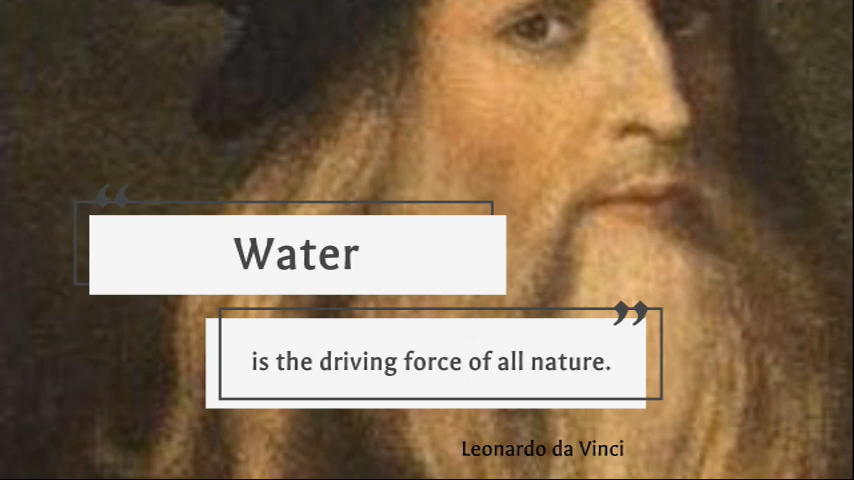 “
Water
”
is the driving force of all nature.
Leonardo da Vinci